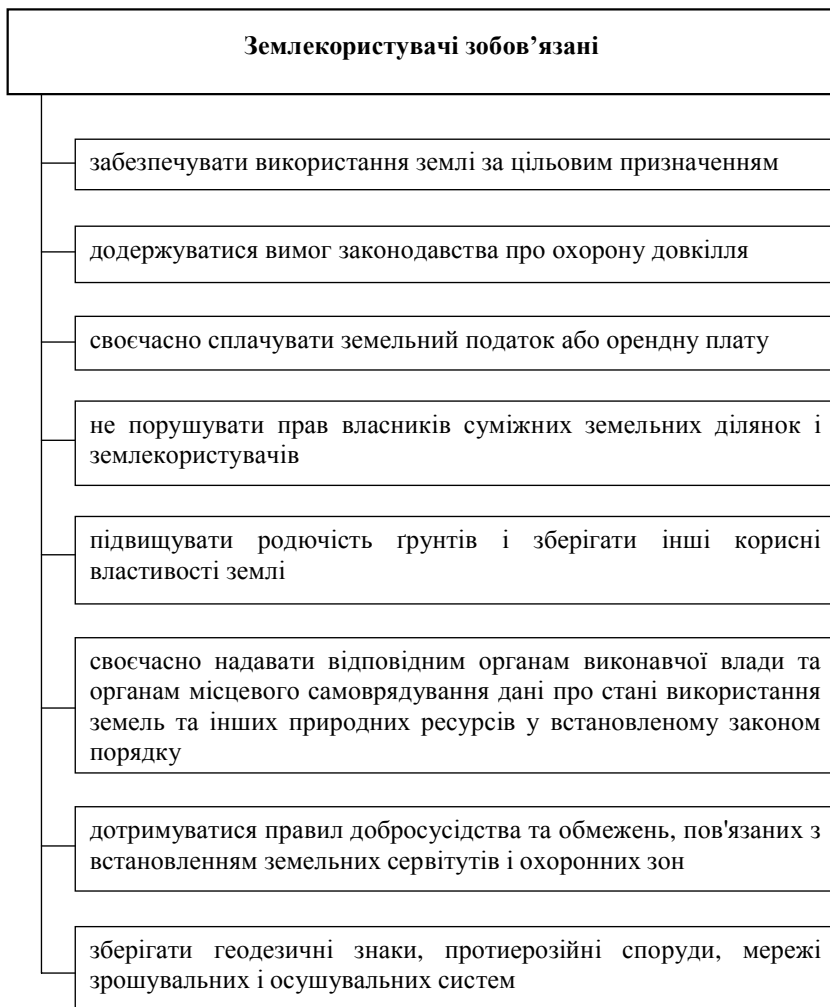 Землекористувачі зобов’язані
забезпечувати використання землі за цільовим призначенням
додержуватися вимог законодавства про охорону довкілля
своєчасно сплачувати земельний податок або орендну плату
не порушувати прав власників суміжних земельних ділянок і
землекористувачів
підвищувати родючість ґрунтів і зберігати інші корисні
властивості землі
своєчасно надавати відповідним органам виконавчої влади та
органам місцевого самоврядування дані про стані використання
земель та інших природних ресурсів у встановленому законом
порядку
дотримуватися правил добросусідства та обмежень, пов'язаних з
встановленням земельних сервітутів і охоронних зон
зберігати геодезичні знаки, протиерозійні споруди, мережі
зрошувальних і осушувальних систем